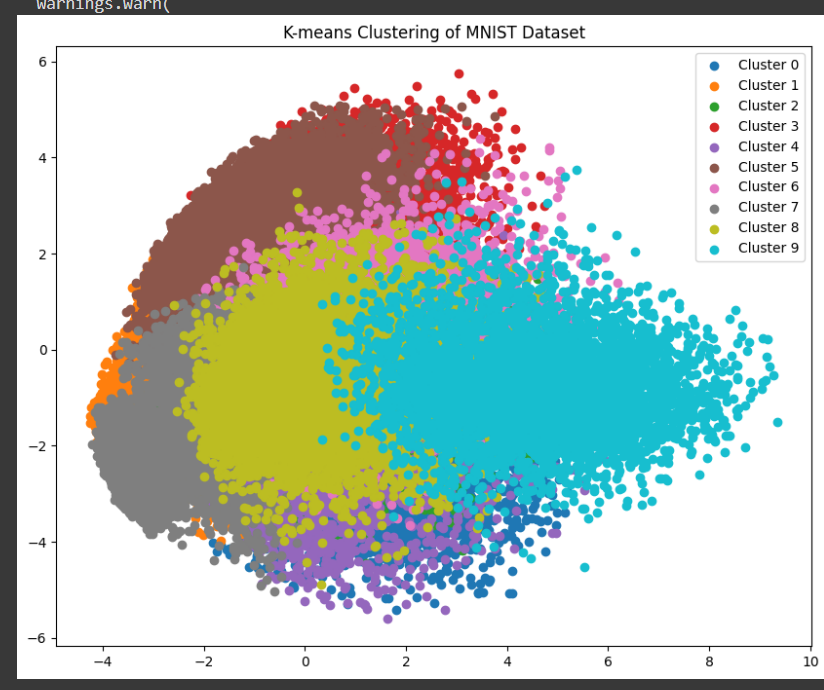 warnings.warn(
K-means Clustering of MNIST Dataset
6
4
2
0
−2
−4
−6
−4 −2 0 2 4 6 8 10
Cluster 0
Cluster 1
Cluster 2
Cluster 3
Cluster 4
Cluster 5
Cluster 6
Cluster 7
Cluster 8
Cluster 9